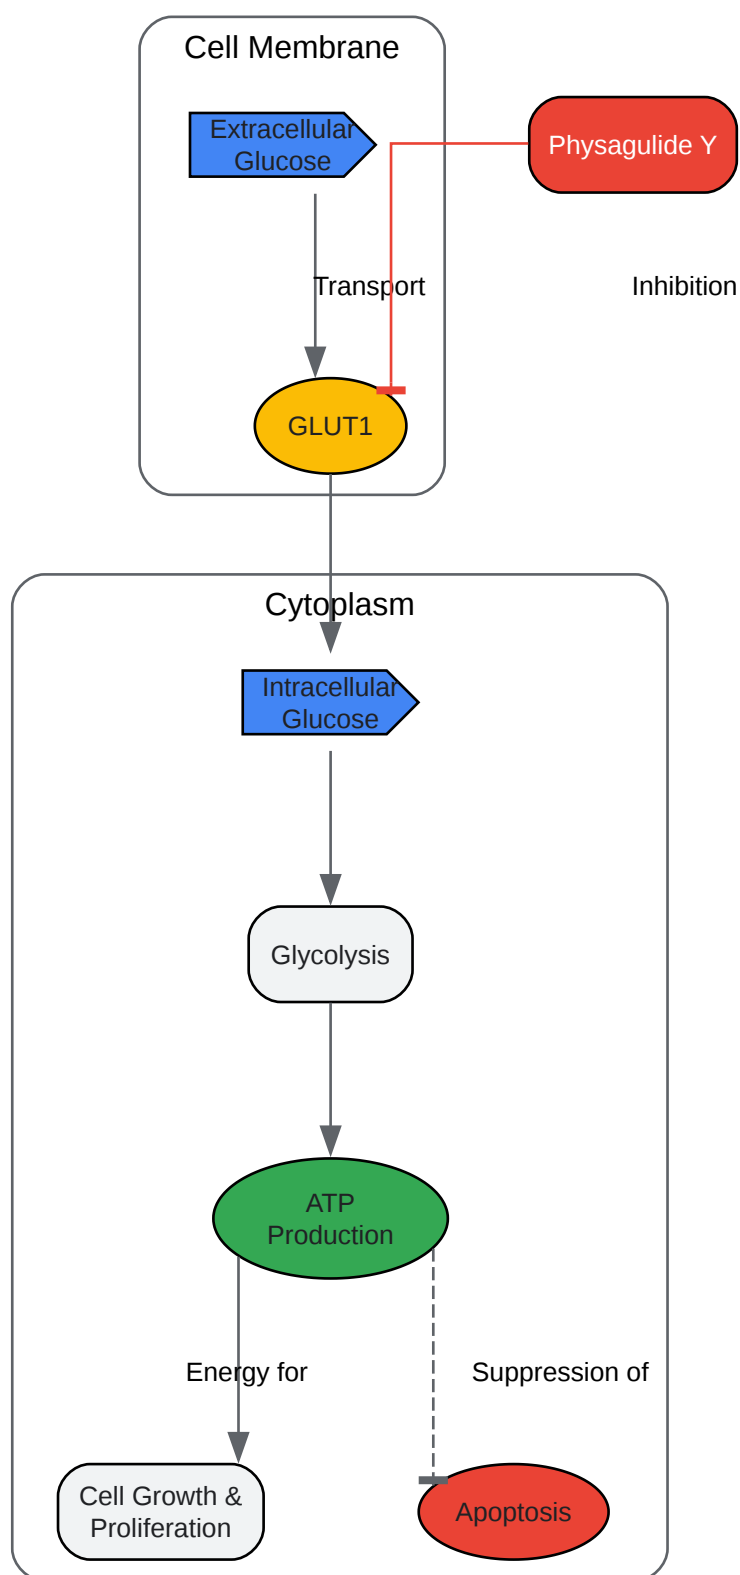 Cell Membrane
Extracellular
Glucose
Physagulide Y
Transport
Inhibition
GLUT1
Cytoplasm
Intracellular
Glucose
Glycolysis
ATP
Production
Energy for
Suppression of
Cell Growth &
Proliferation
Apoptosis